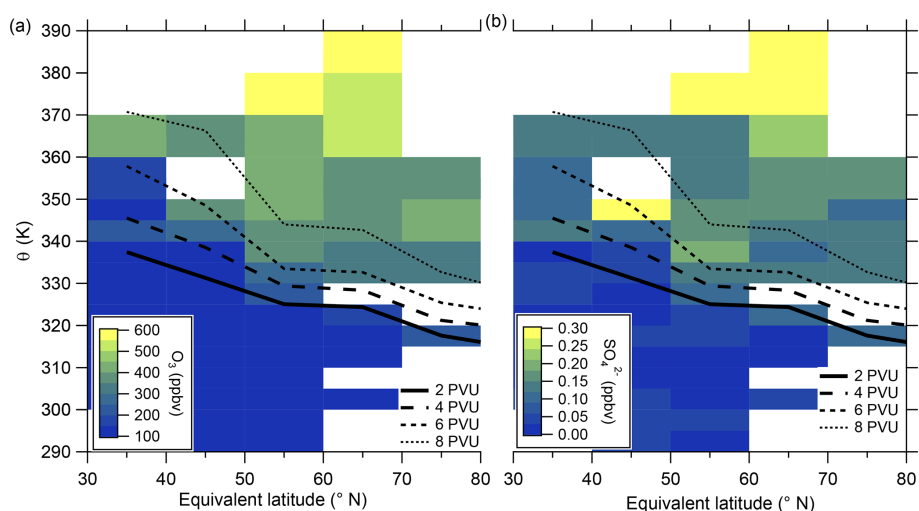 (a)
θ (K)
390
380
370
360
350
340
330
320
310
300
290
600
500
400
300
200
100
O₃ (ppbv)
2 PVU
4 PVU
6 PVU
8 PVU
30 40 50 60 70 80
Equivalent latitude (° N)
(b)
0.30
0.25
0.20
0.15
0.10
0.05
0.00
SO₄²⁻ (ppbv)
2 PVU
4 PVU
6 PVU
8 PVU
30 40 50 60 70 80
Equivalent latitude (° N)